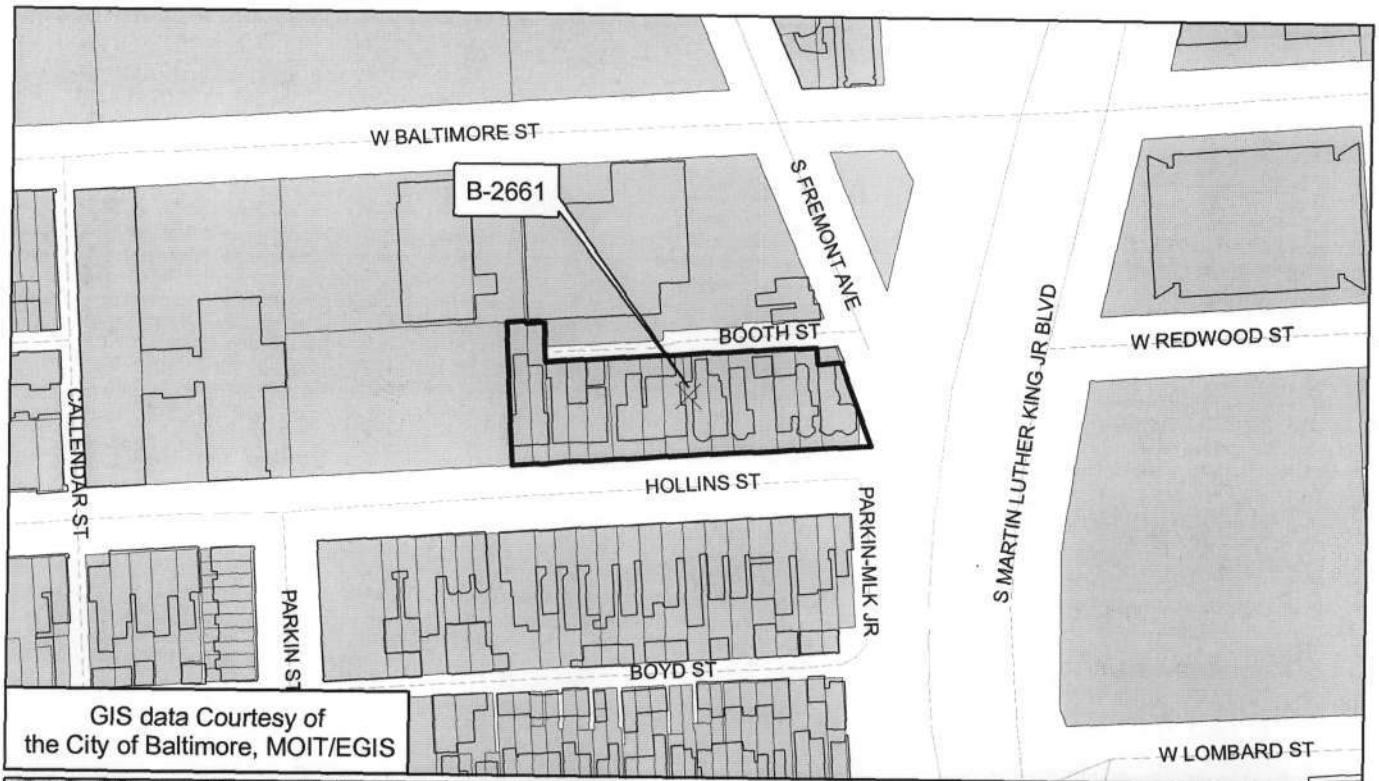 W BALTIMORE ST
B-2661
S FREMONT AVE
BOOTH ST
W REDWOOD ST
S MARTIN LUTHER KING JR BLVD
CALLENDAR ST
HOLLINS ST
PARKIN-MLK JR
PARKIN ST
BOYD ST
GIS data Courtesy of
the City of Baltimore, MOIT/EGIS
W LOMBARD ST